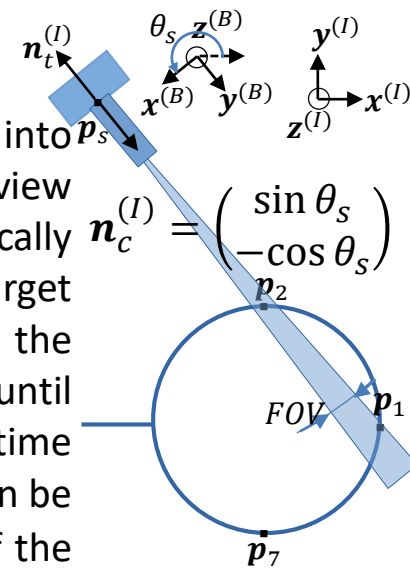 θ_s z^(B)
y^(I)
n_t^(I)
x^(B)
y^(B)
x^(I)
z^(I)
into
p_s
view
cally
n_c^(I) = ( sin θ_s
−cos θ_s )
rget
p_2
the
until
FOV
p_1
time
n be
f the
p_7